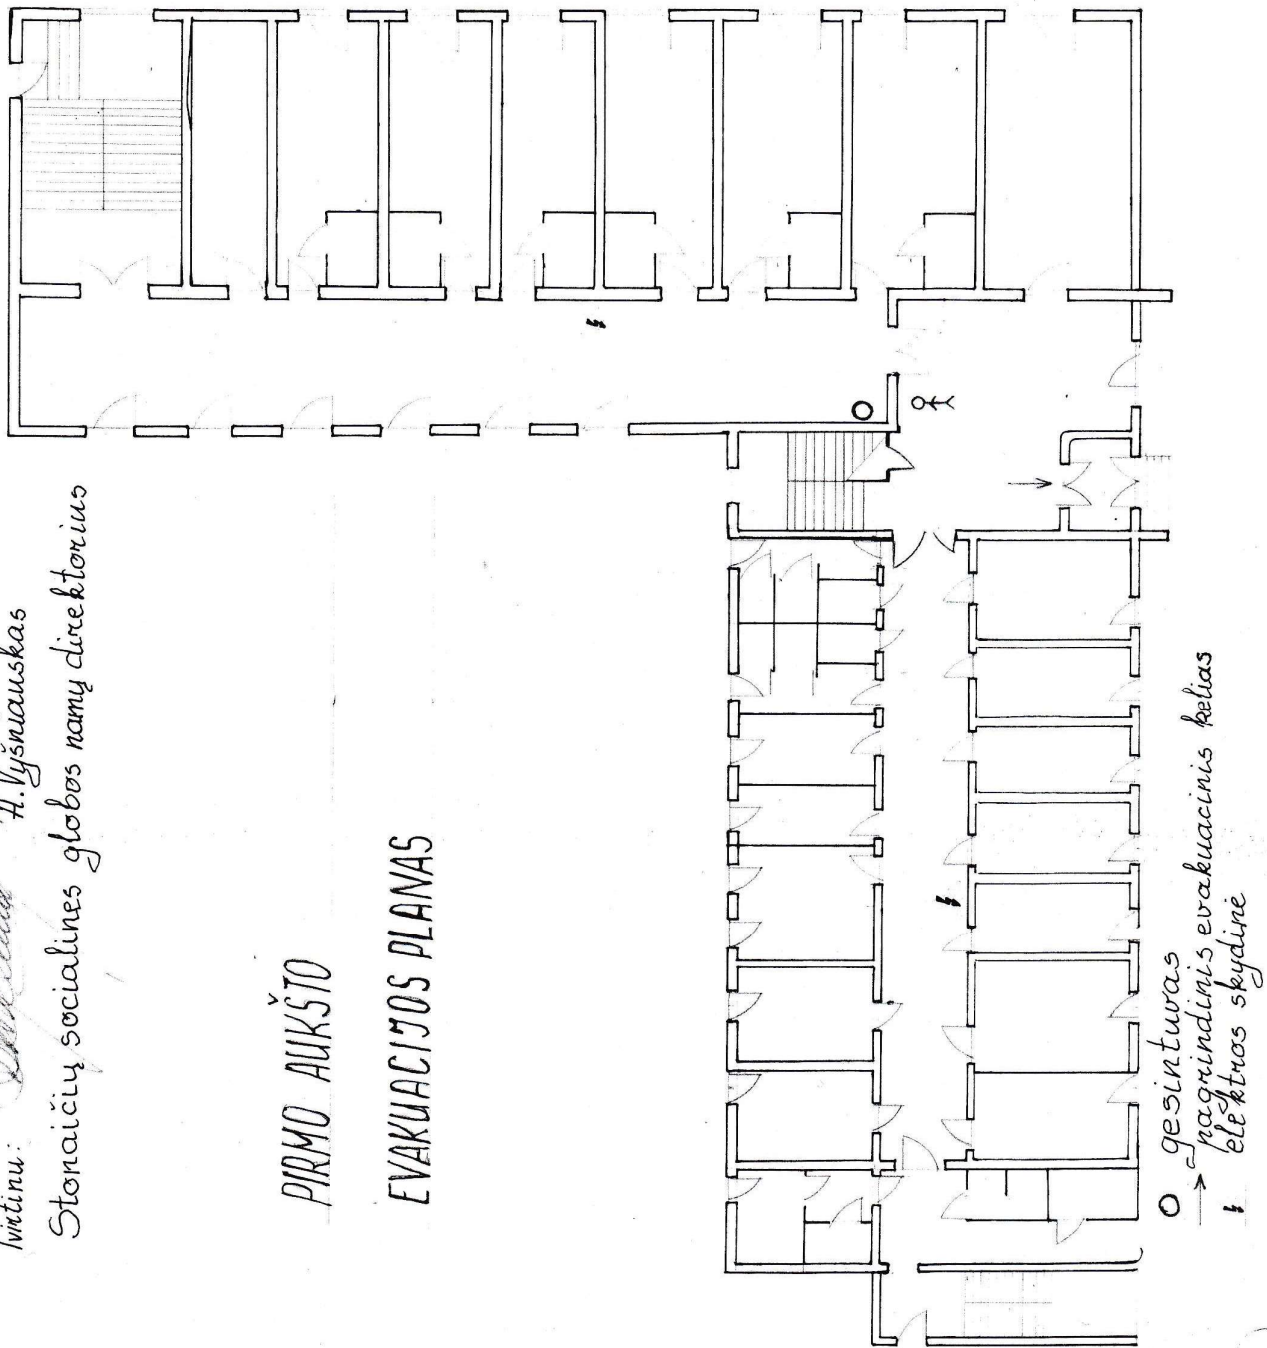 Tvirtinu: A. Vyšniauskas
Stonaičių socialinės globos namų direktorius
PIRMO AUKŠTO
EVAKUACIJOS PLANAS
gesintuvas
pagrindinis evakuacinis kelias
elektros skydinė